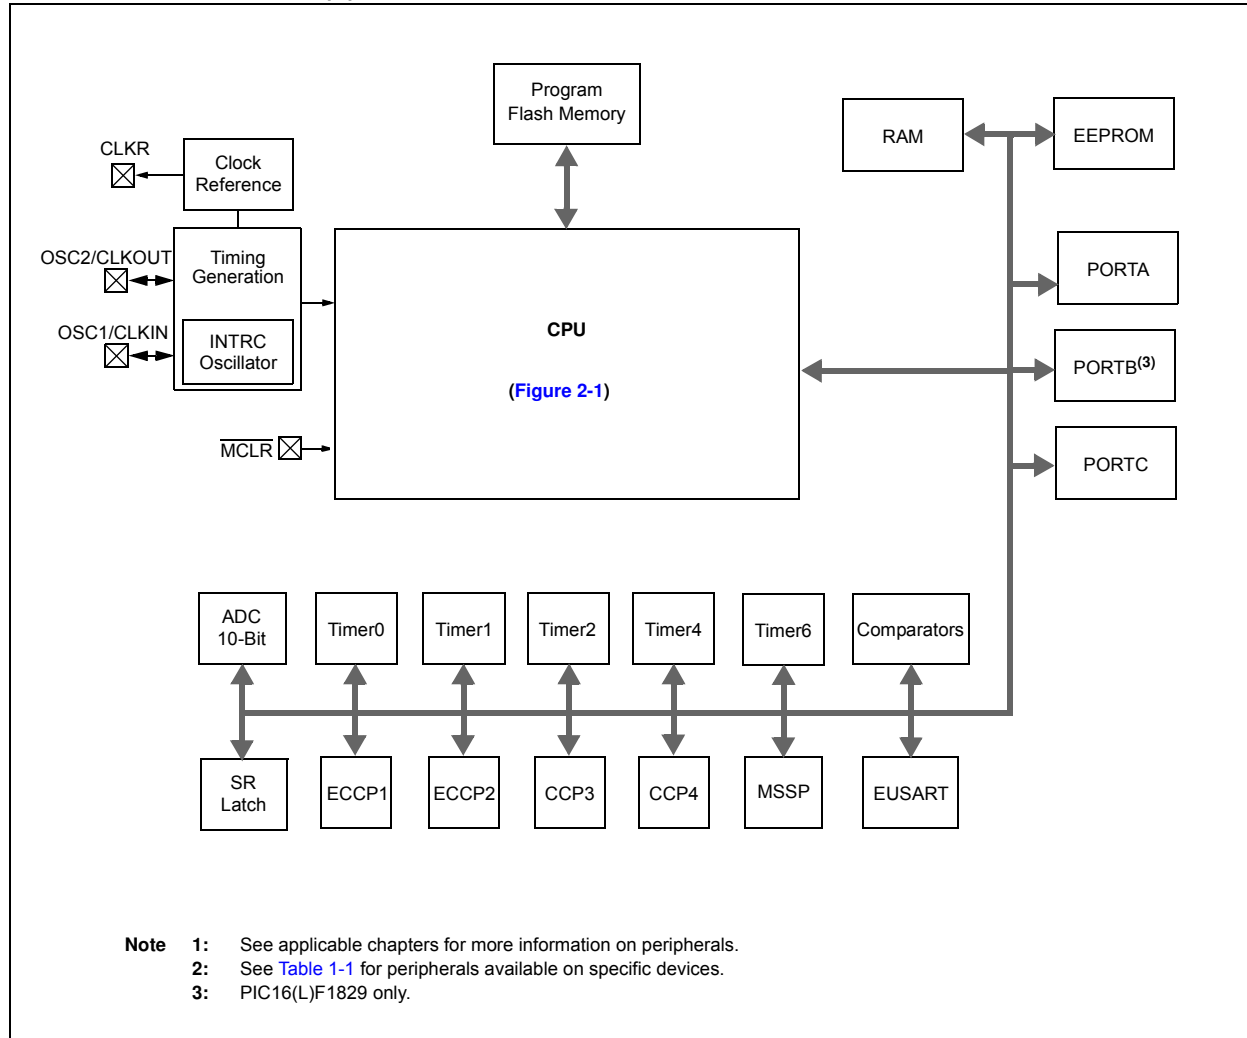 Program
Flash Memory
RAM
EEPROM
CLKR
Clock
Reference
OSC2/CLKOUT
Timing
Generation
PORTA
OSC1/CLKIN
INTRC
Oscillator
CPU
(Figure 2-1)
PORTB(3)
MCLR
PORTC
ADC
10-Bit
Timer0
Timer1
Timer2
Timer4
Timer6
Comparators
SR
Latch
ECCP1
ECCP2
CCP3
CCP4
MSSP
EUSART
Note 1: See applicable chapters for more information on peripherals.
2: See Table 1-1 for peripherals available on specific devices.
3: PIC16(L)F1829 only.